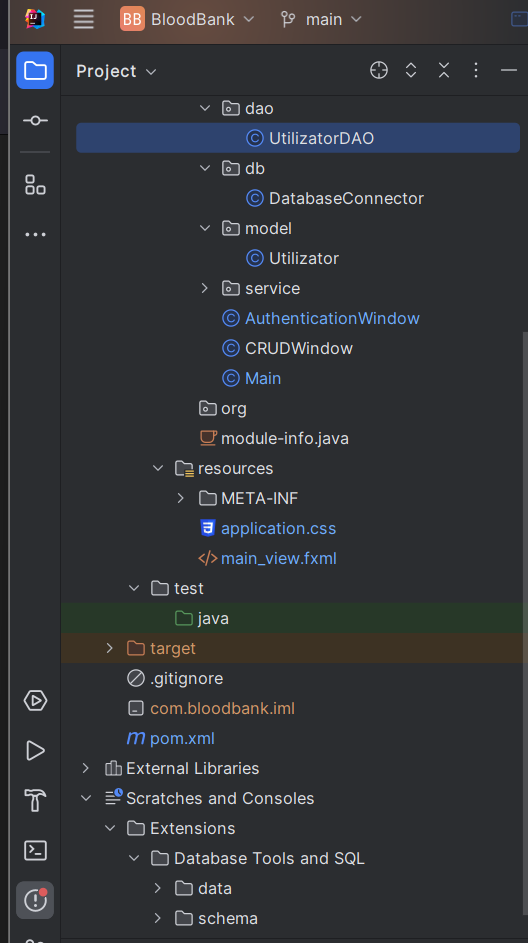 BB BloodBank main
Project
dao
UtilizatorDAO
db
DatabaseConnector
model
Utilizator
service
AuthenticationWindow
CRUDWindow
Main
org
module-info.java
resources
META-INF
application.css
main_view.fxml
test
java
target
.gitignore
com.bloodbank.iml
m pom.xml
External Libraries
Scratches and Consoles
Extensions
Database Tools and SQL
data
schema